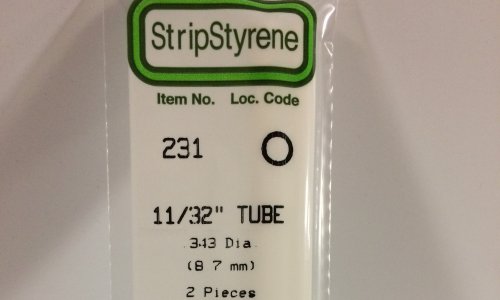 StripStyrene
Item No. Loc. Code
231 O
11/32" TUBE
.343 Dia.
(8.7 mm)
2 Pieces